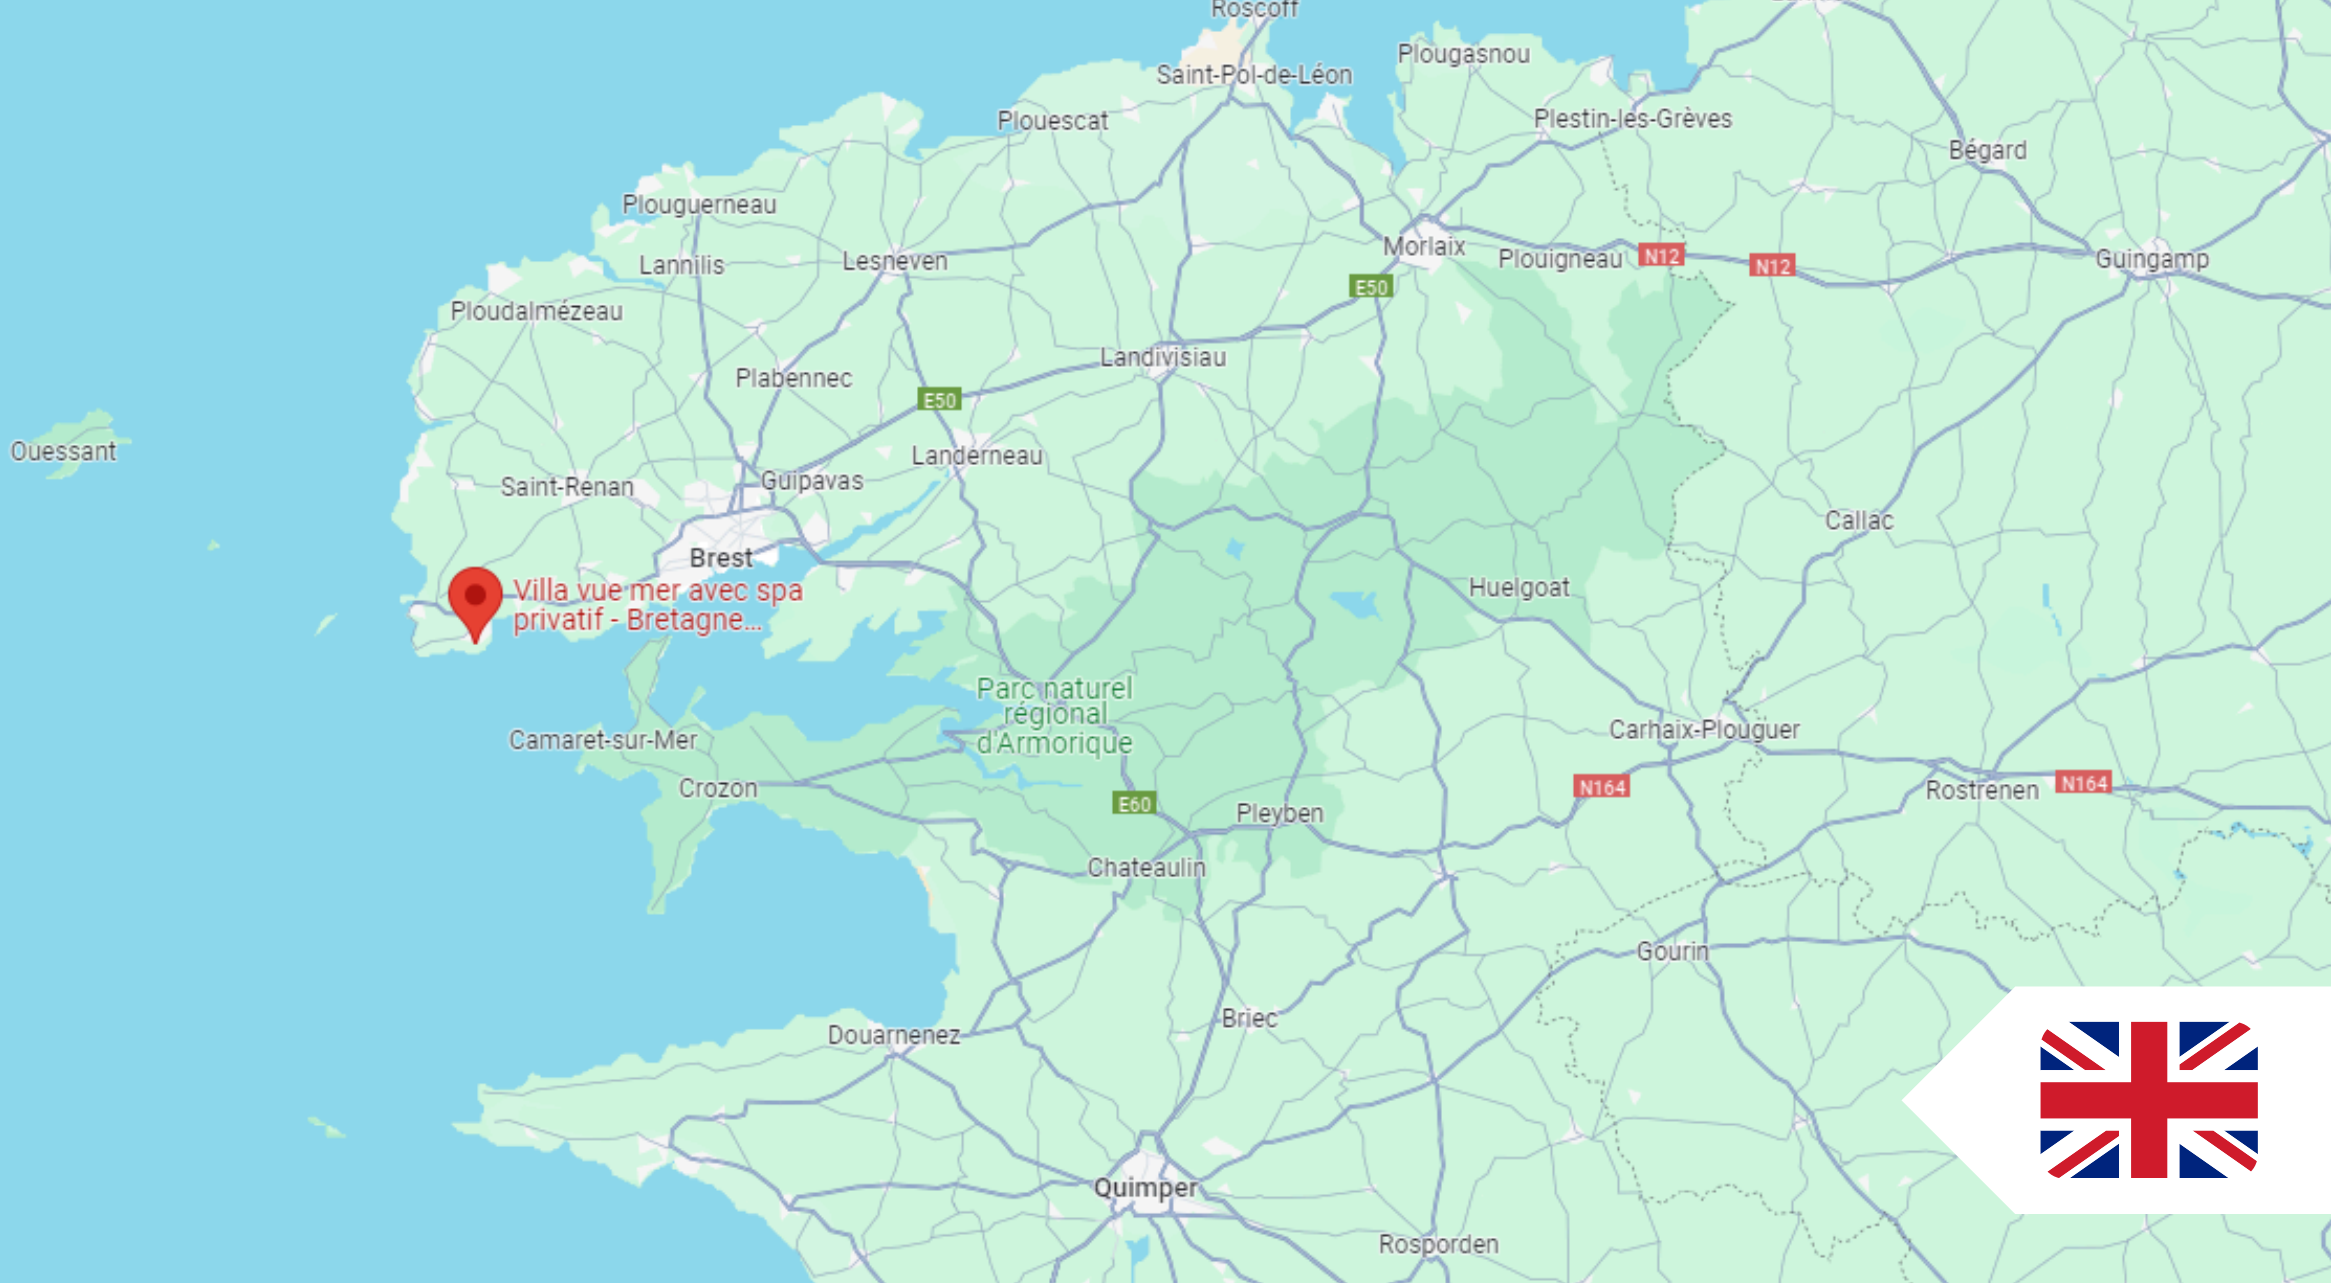 Roscoff
Plougasnou
Saint-Pol-de-Léon
Plouescat
Plestin-les-Grèves
Bégard
Plouguerneau
Morlaix
Plouigneau
N12
N12
Guingamp
Lannilis
Lesneven
E50
Ploudalmézeau
Landivisiau
Plabennec
E50
Ouessant
Landerneau
Saint-Renan
Guipavas
Callac
Brest
Villa vue mer avec spa
privatif - Bretagne...
Huelgoat
Parc naturel
régional
d'Armorique
Camaret-sur-Mer
Carhaix-Plouguer
Crozon
N164
N164
Rostrenen
E60
Pleyben
Chateaulin
Gourin
Briec
Douarnenez
Quimper
Rosporden